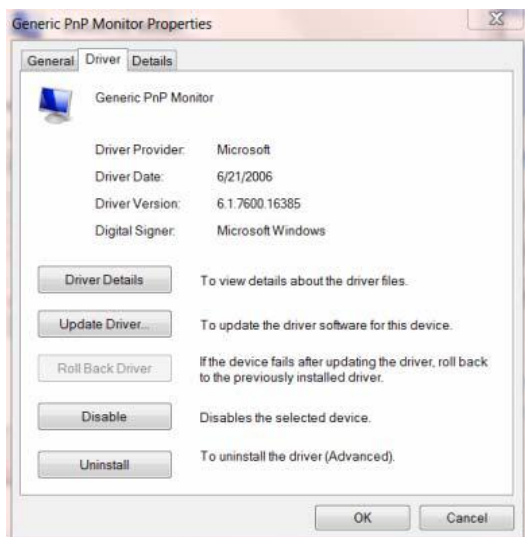 Generic PnP Monitor Properties
General Driver Details
Generic PnP Monitor
Driver Provider: Microsoft
Driver Date: 6/21/2006
Driver Version: 6.1.7600.16385
Digital Signer: Microsoft Windows
Driver Details To view details about the driver files.
Update Driver... To update the driver software for this device.
Roll Back Driver If the device fails after updating the driver, roll back
to the previously installed driver.
Disable Disables the selected device.
Uninstall To uninstall the driver (Advanced).
OK Cancel